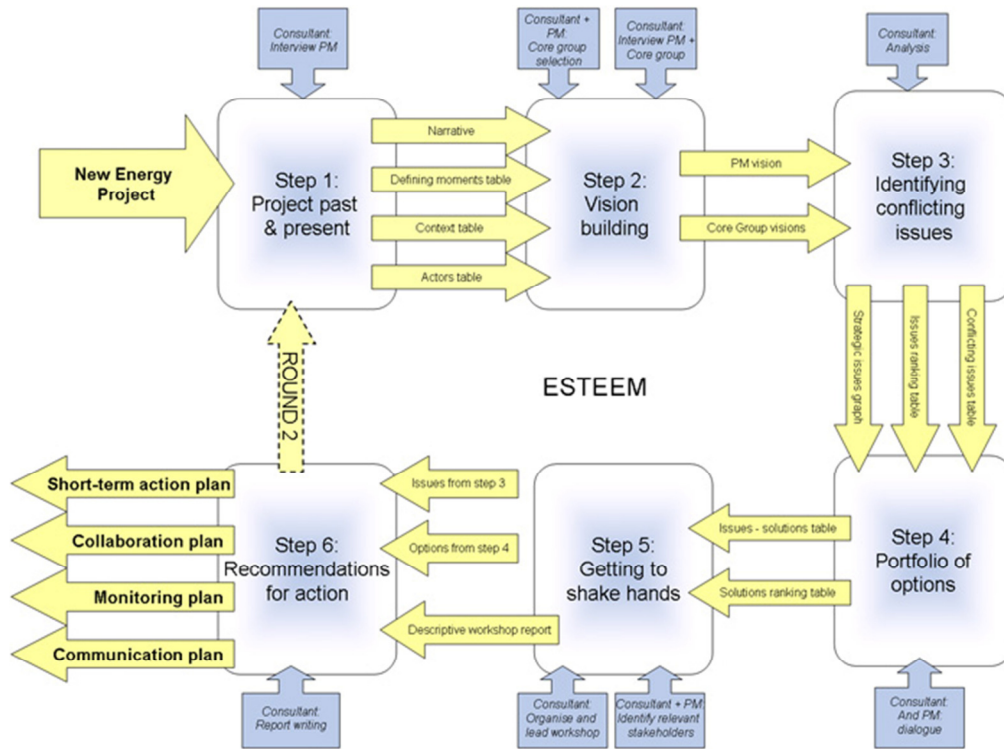 Consultant:
Interview PM
Consultant +
PM:
Core group
selection
Consultant:
Interview PM +
Core group
Consultant:
Analysis
New Energy
Project
Step 1:
Project past
& present
Narrative
Defining moments table
Context table
Actors table
Step 2:
Vision
building
PM vision
Core Group visions
Step 3:
Identifying
conflicting
issues
Strategic issues graph
Issues ranking table
Conflicting issues table
ROUND 2
ESTEEM
Short-term action plan
Collaboration plan
Monitoring plan
Communication plan
Step 6:
Recommendations
for action
Issues from step 3
Options from step 4
Descriptive workshop report
Step 5:
Getting to
shake hands
Issues - solutions table
Solutions ranking table
Step 4:
Portfolio of
options
Consultant:
Report writing
Consultant:
Organise and
lead workshop
Consultant + PM:
Identify relevant
stakeholders
Consultant:
And PM:
dialogue